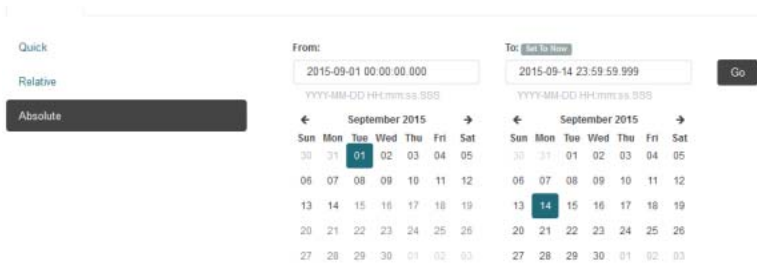 Quick
Relative
Absolute
From:
2015-09-01 00:00:00.000
YYYY-MM-DD HH:mm:ss.SSS
September 2015
Sun Mon Tue Wed Thu Fri Sat
30 31 01 02 03 04 05
06 07 08 09 10 11 12
13 14 15 16 17 18 19
20 21 22 23 24 25 26
27 28 29 30 01 02 03
To: Set To Now
2015-09-14 23:59:59.999
YYYY-MM-DD HH:mm:ss.SSS
September 2015
Sun Mon Tue Wed Thu Fri Sat
30 31 01 02 03 04 05
06 07 08 09 10 11 12
13 14 15 16 17 18 19
20 21 22 23 24 25 26
27 28 29 30 01 02 03
Go